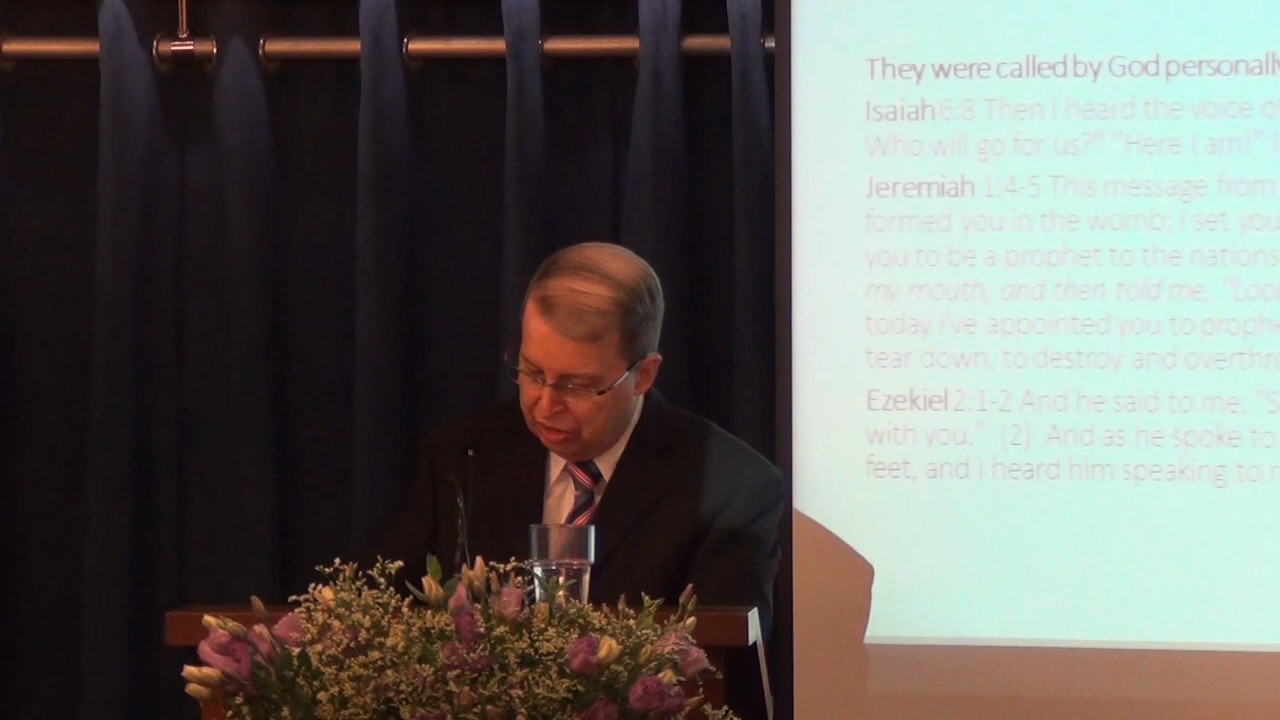 They were called by God personally
Isaiah 6:8 Then I heard the voice o
Who will go for us?" "Here I am!"
Jeremiah 1:4-5 This message from
formed you in the womb; I set you
you to be a prophet to the nations
my mouth, and then told me, "Look
today I've appointed you to proph
tear down, to destroy and overthr
Ezekiel 2:1-2 And he said to me, "S
with you." (2) And as he spoke to
feet, and I heard him speaking to